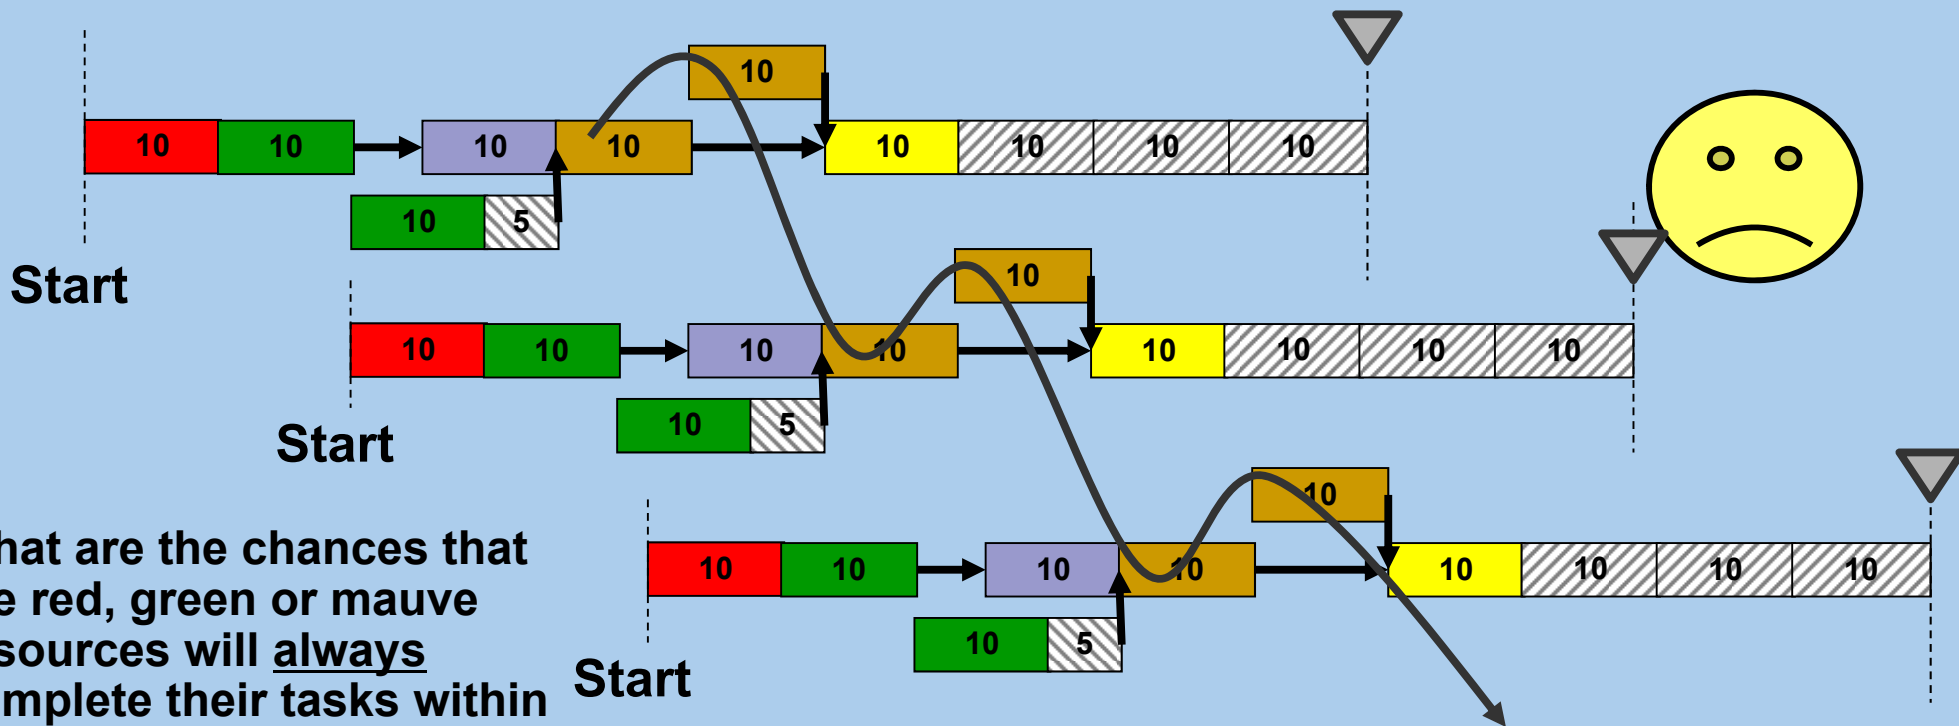 10
10 10 10 10 10 10 10 10
10 5
Start
10
10 10 10 10 10 10 10 10
10 5
Start
10
10 10 10 10 10 10 10 10
10 5
Start
hat are the chances that
e red, green or mauve
sources will always
mplete their tasks within